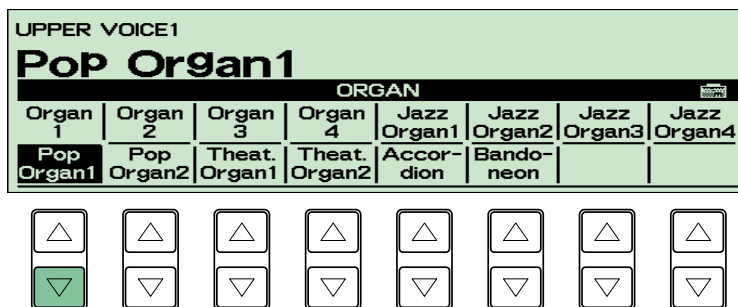 UPPER VOICE1
Pop Organ1
ORGAN
Organ 1 Organ 2 Organ 3 Organ 4 Jazz Organ1 Jazz Organ2 Jazz Organ3 Jazz Organ4
Pop Organ1 Pop Organ2 Theat. Organ1 Theat. Organ2 Accor-dion Bando-neon